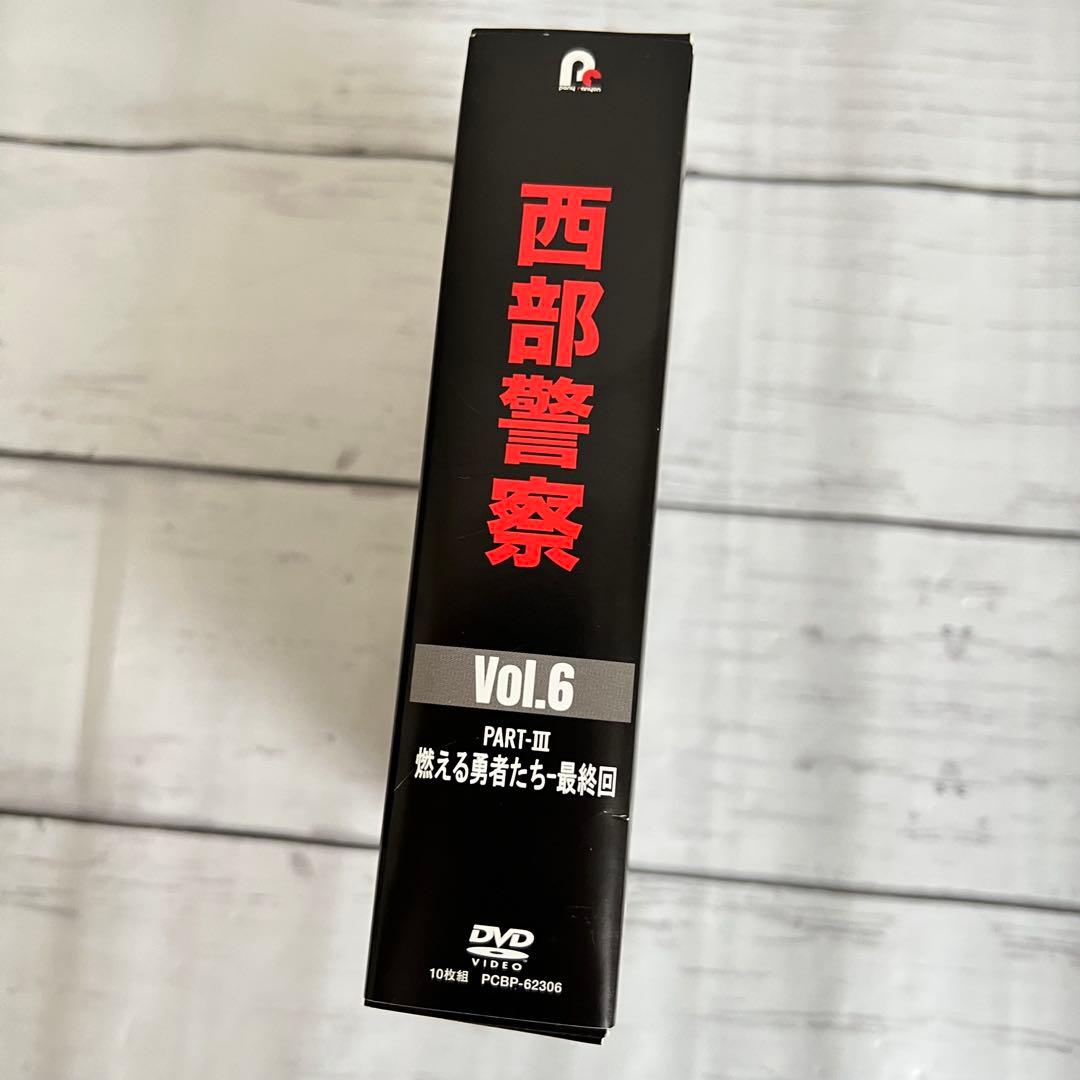 西部警察
Vol.6
PART-III
燃える勇者たち-最終回
DVD
VIDEO
10枚組 PCBP-62306